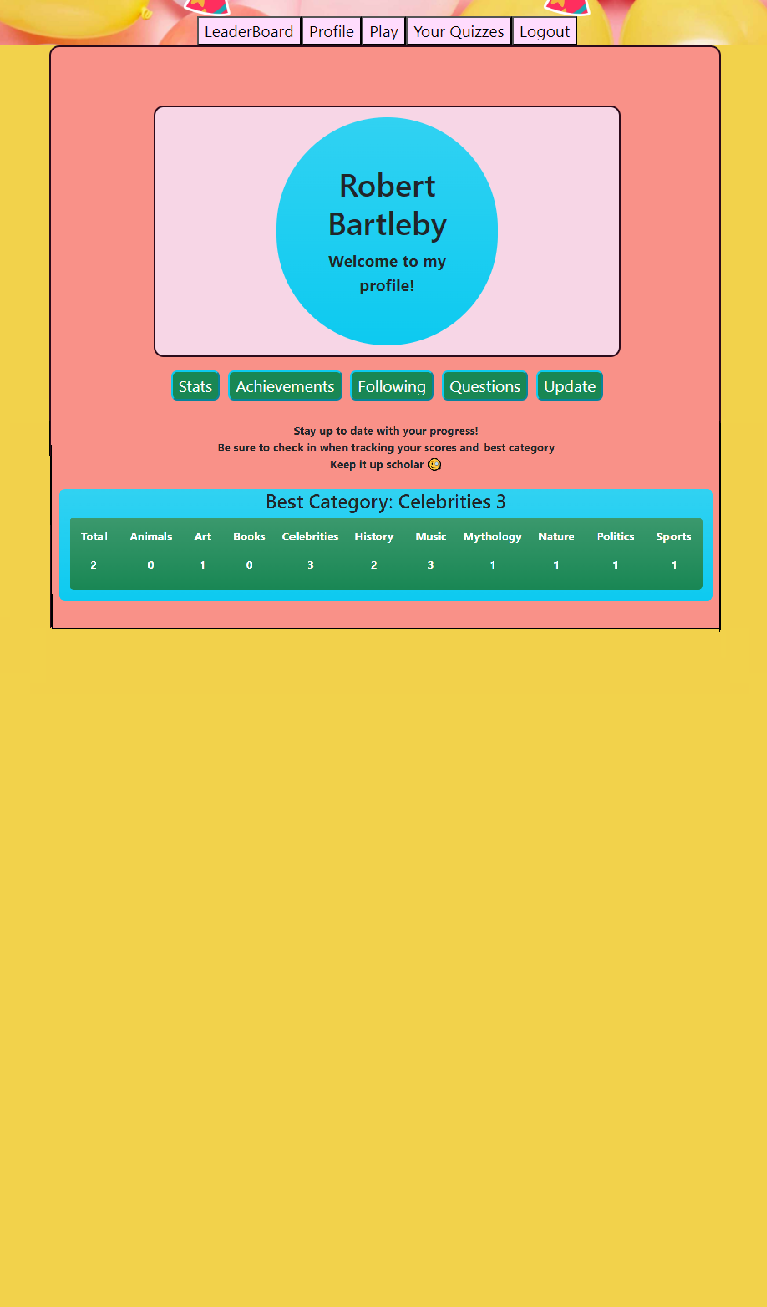 LeaderBoard Profile Play Your Quizzes Logout
Robert
Bartleby
Welcome to my
profile!
Stats Achievements Following Questions Update
Stay up to date with your progress!
Be sure to check in when tracking your scores and best category
Keep it up scholar
Best Category: Celebrities 3
Total Animals Art Books Celebrities History Music Mythology Nature Politics Sports
2 0 1 0 3 2 3 1 1 1 1